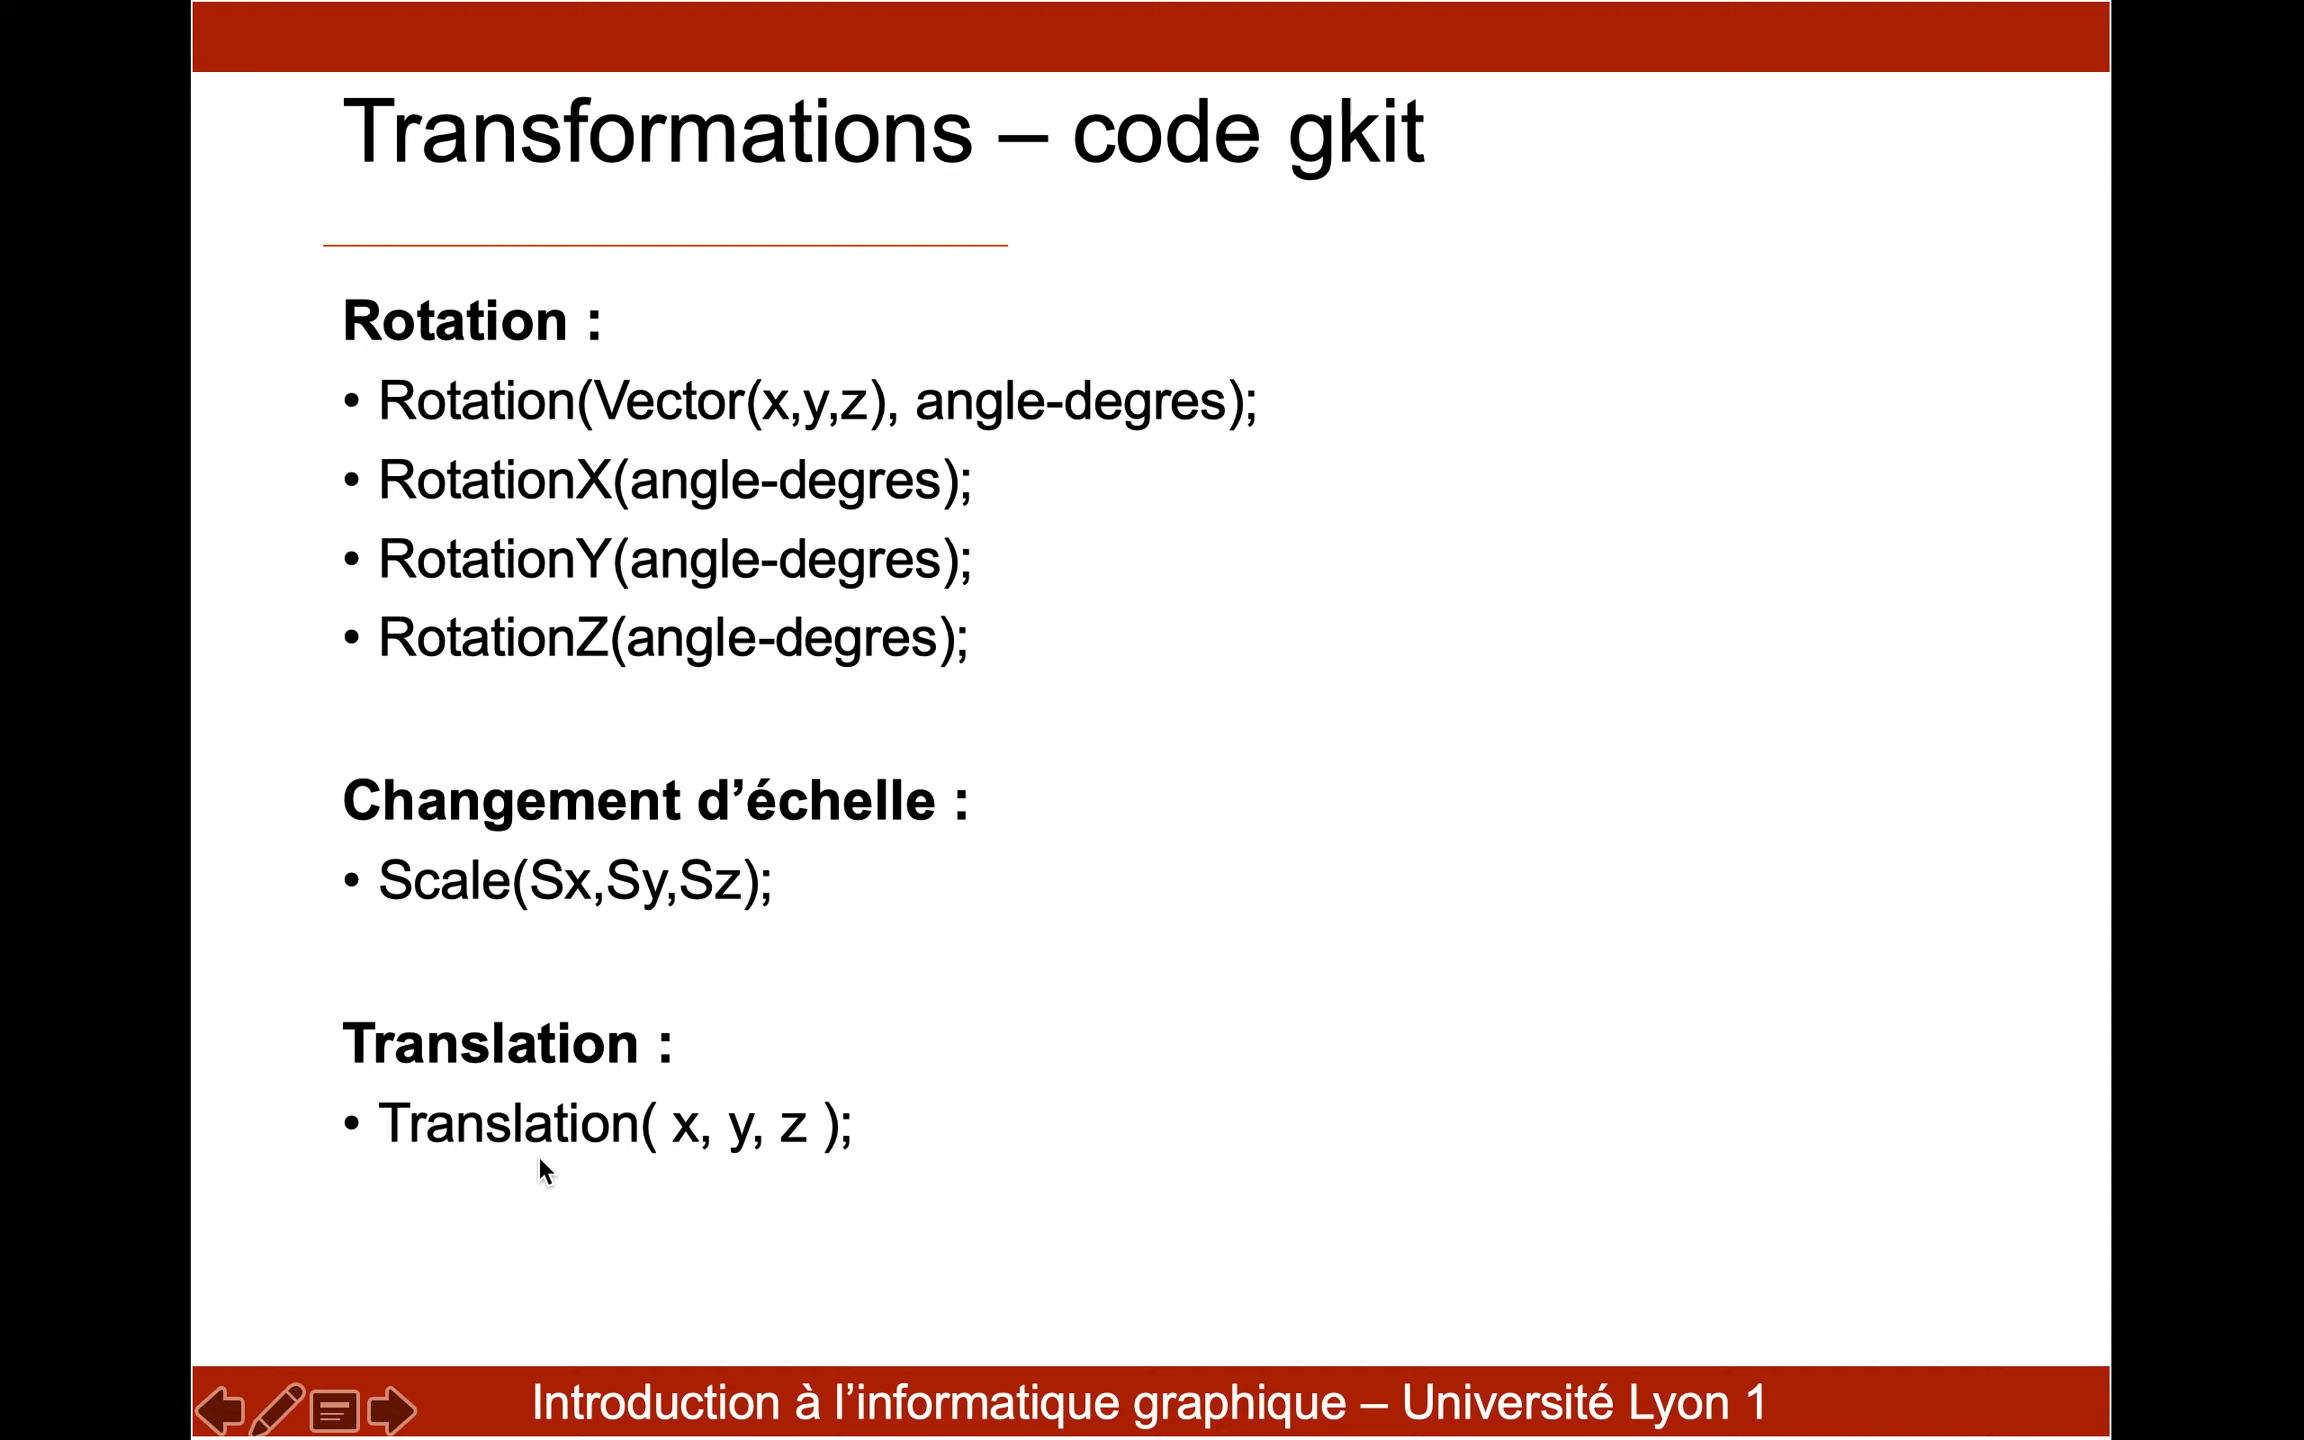 Transformations – code gkit
Rotation :
• Rotation(Vector(x,y,z), angle-degres);
• RotationX(angle-degres);
• RotationY(angle-degres);
• RotationZ(angle-degres);
Changement d’échelle :
• Scale(Sx,Sy,Sz);
Translation :
• Translation( x, y, z );
Introduction à l’informatique graphique – Université Lyon 1